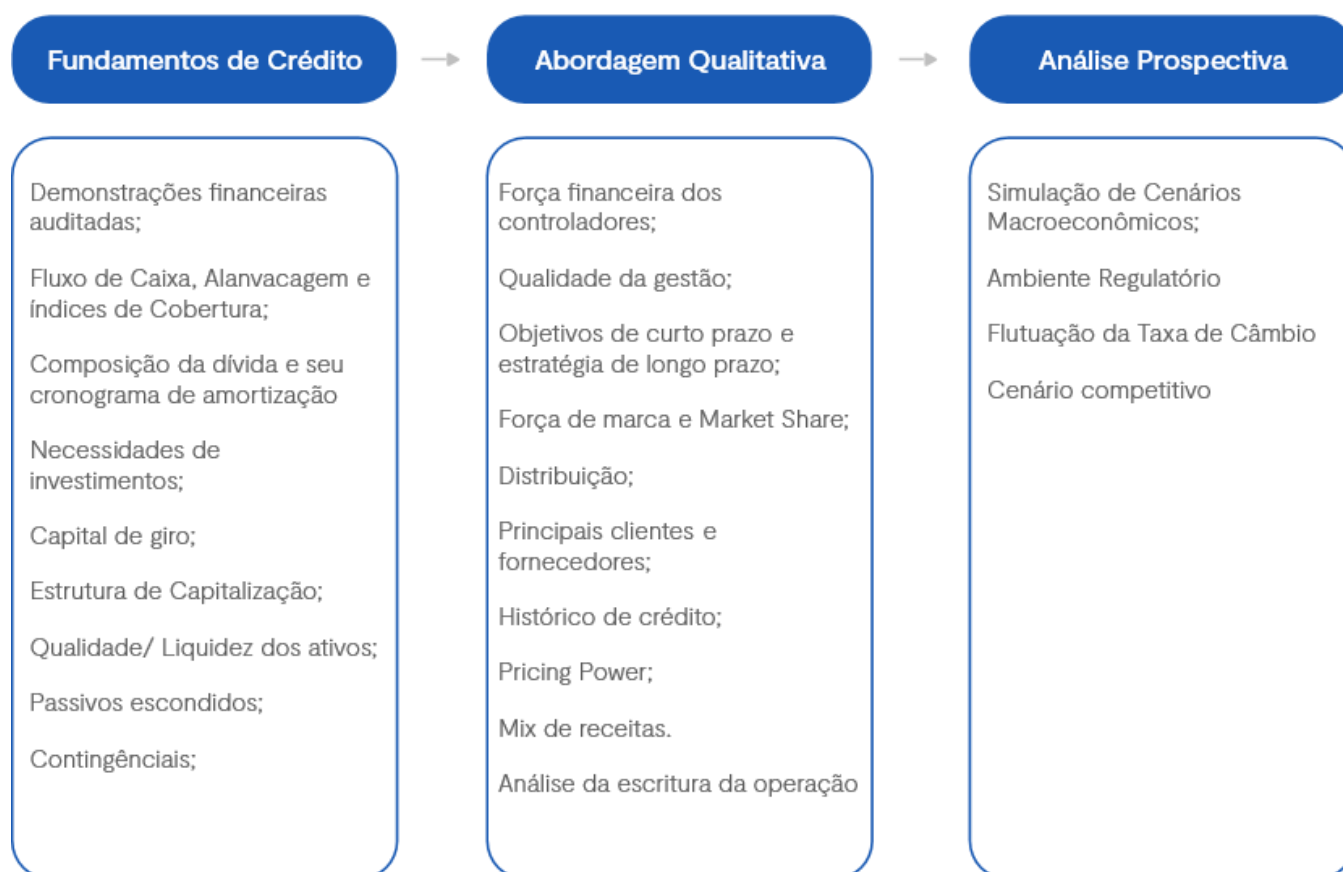 Fundamentos de Crédito
Abordagem Qualitativa
Análise Prospectiva
Demonstrações financeiras
auditadas;
Fluxo de Caixa, Alanvacagem e
índices de Cobertura;
Composição da dívida e seu
cronograma de amortização
Necessidades de
investimentos;
Capital de giro;
Estrutura de Capitalização;
Qualidade/ Liquidez dos ativos;
Passivos escondidos;
Contingênciais;
Força financeira dos
controladores;
Qualidade da gestão;
Objetivos de curto prazo e
estratégia de longo prazo;
Força de marca e Market Share;
Distribuição;
Principais clientes e
fornecedores;
Histórico de crédito;
Pricing Power;
Mix de receitas.
Análise da escritura da operação
Simulação de Cenários
Macroeconômicos;
Ambiente Regulatório
Flutuação da Taxa de Câmbio
Cenário competitivo